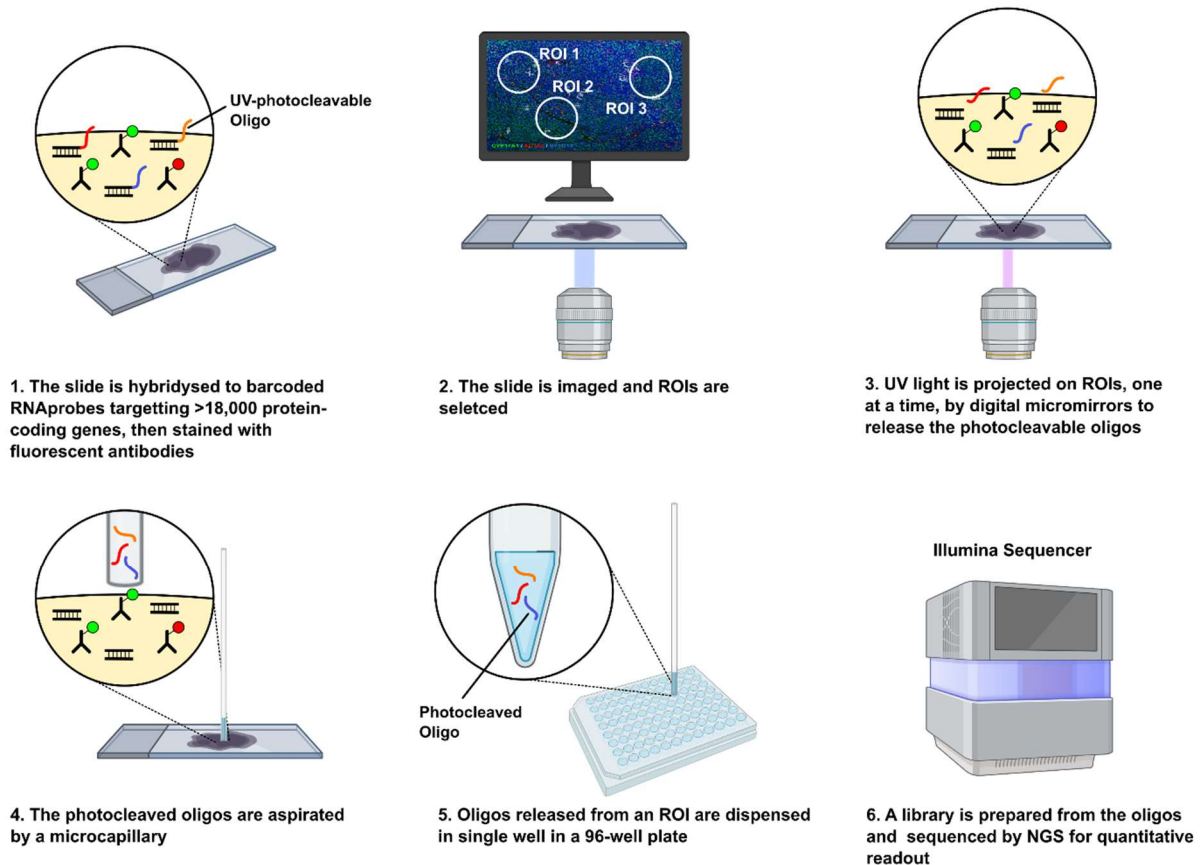 UV-photocleavable
Oligo
1. The slide is hybridysed to barcoded
RNAprobes targetting >18,000 protein-
coding genes, then stained with
fluorescent antibodies
ROI 1
ROI 2
ROI 3
2. The slide is imaged and ROIs are
seletced
3. UV light is projected on ROIs, one
at a time, by digital micromirrors to
release the photocleavable oligos
4. The photocleaved oligos are aspirated
by a microcapillary
Photocleaved
Oligo
5. Oligos released from an ROI are dispensed
in single well in a 96-well plate
Illumina Sequencer
6. A library is prepared from the oligos
and  sequenced by NGS for quantitative
readout